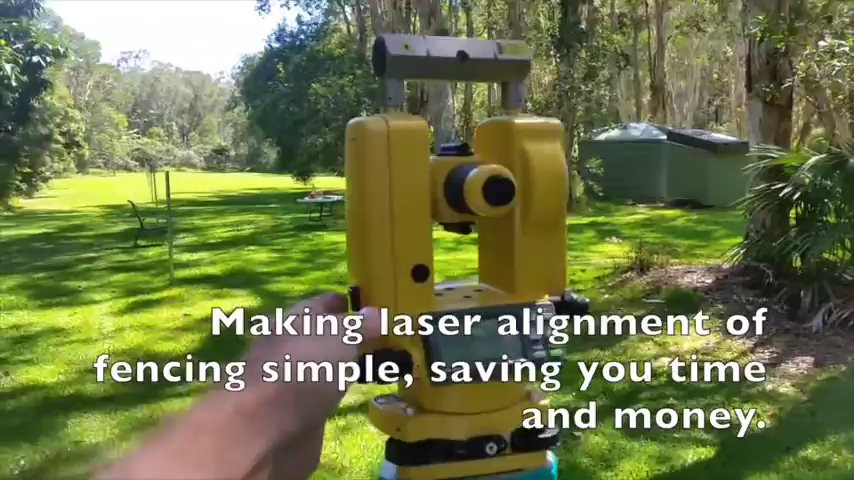 Making laser alignment of
fencing simple, saving you time
and money.